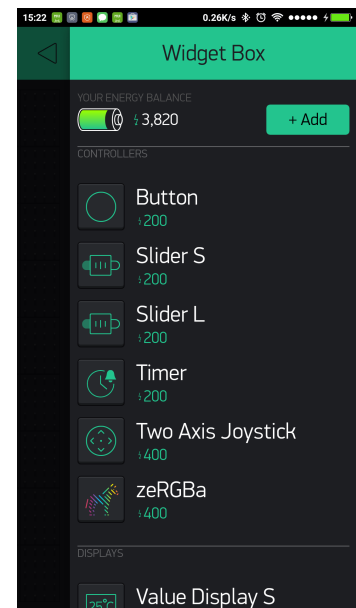 15:22 0.26K/s
Widget Box
YOUR ENERGY BALANCE
3,820 + Add
CONTROLLERS
Button
200
Slider S
200
Slider L
200
Timer
200
Two Axis Joystick
400
zeRGBa
400
DISPLAYS
Value Display S
25°C